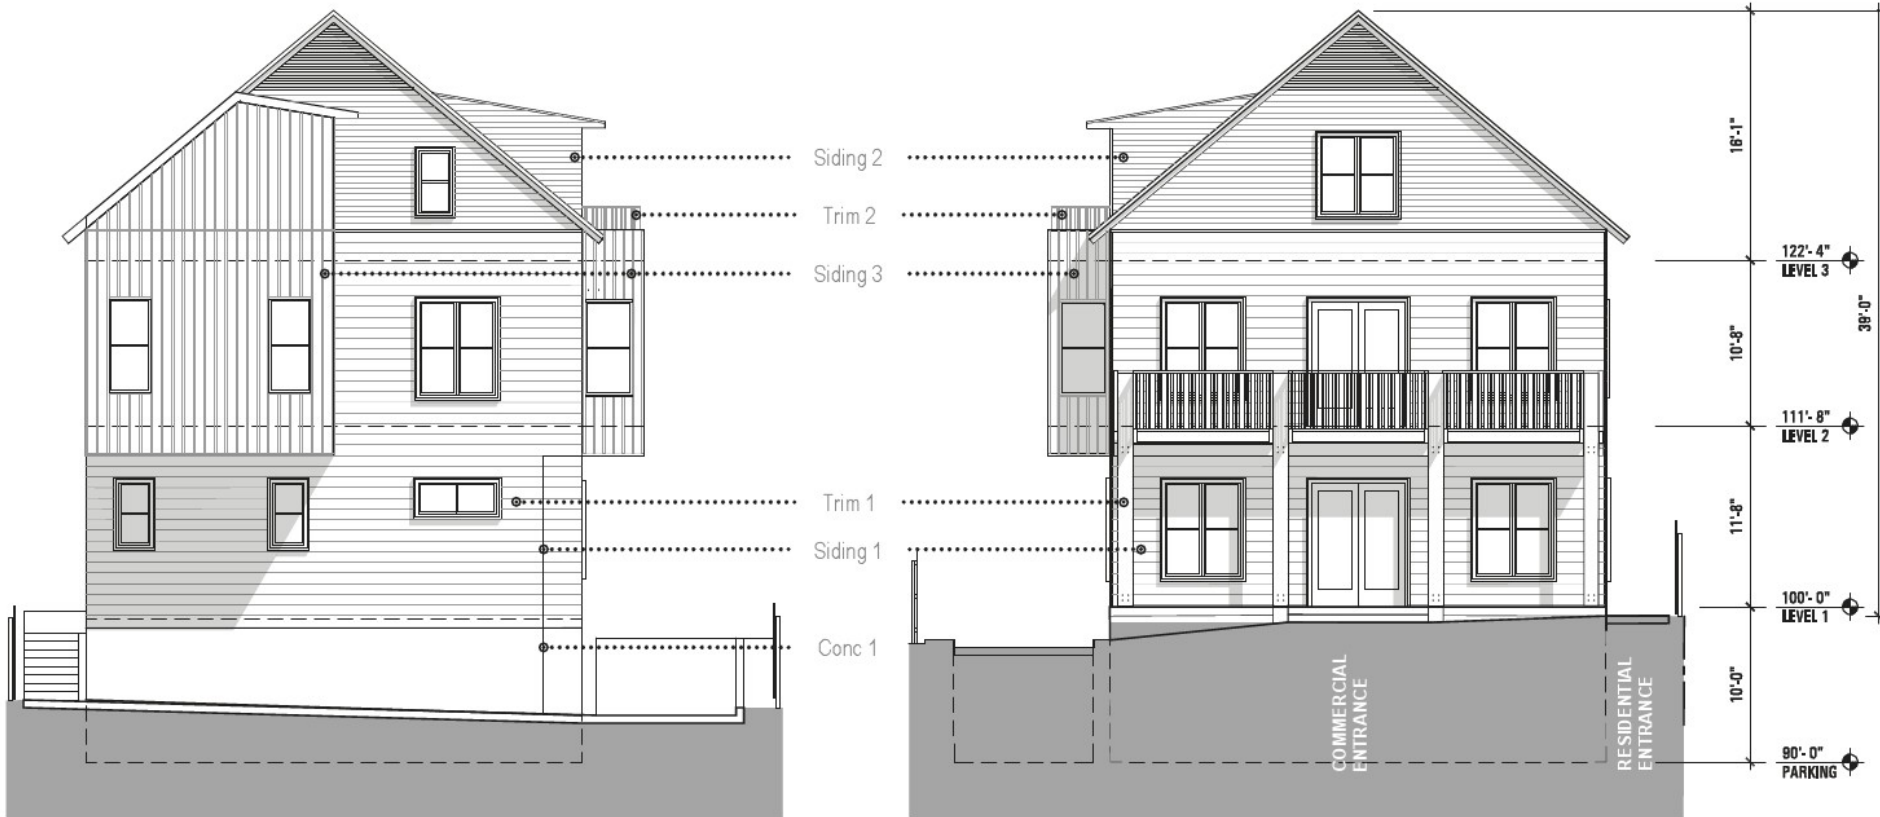 Siding 2
Trim 2
Siding 3
Trim 1
Siding 1
Conc 1
COMMERCIAL
ENTRANCE
RESIDENTIAL
ENTRANCE
16'-1"
10'-8"
11'-8"
10'-0"
122'- 4"
LEVEL 3
111'- 8"
LEVEL 2
100'- 0"
LEVEL 1
90'- 0"
PARKING
39'-0"